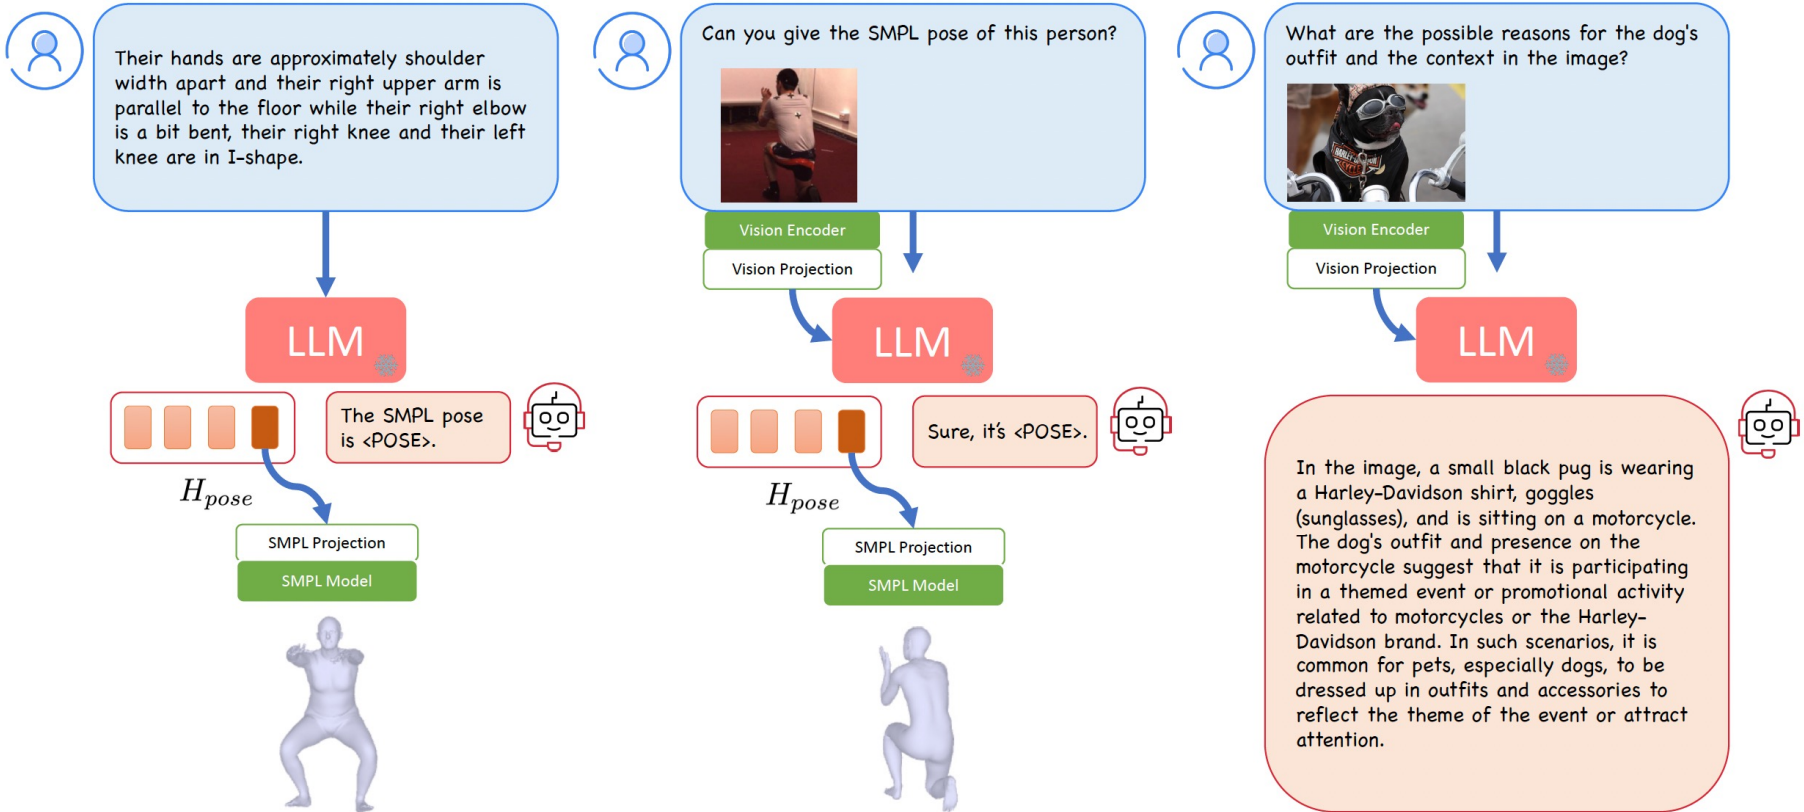 Their hands are approximately shoulder
width apart and their right upper arm is
parallel to the floor while their right elbow
is a bit bent, their right knee and their left
knee are in I-shape.
LLM
The SMPL pose
is <POSE>.
H_pose
SMPL Projection
SMPL Model
Can you give the SMPL pose of this person?
Vision Encoder
Vision Projection
LLM
Sure, it's <POSE>.
H_pose
SMPL Projection
SMPL Model
What are the possible reasons for the dog's
outfit and the context in the image?
HARLEY-DAVIDSON
Vision Encoder
Vision Projection
LLM
In the image, a small black pug is wearing
a Harley-Davidson shirt, goggles
(sunglasses), and is sitting on a motorcycle.
The dog's outfit and presence on the
motorcycle suggest that it is participating
in a themed event or promotional activity
related to motorcycles or the Harley-
Davidson brand. In such scenarios, it is
common for pets, especially dogs, to be
dressed up in outfits and accessories to
reflect the theme of the event or attract
attention.